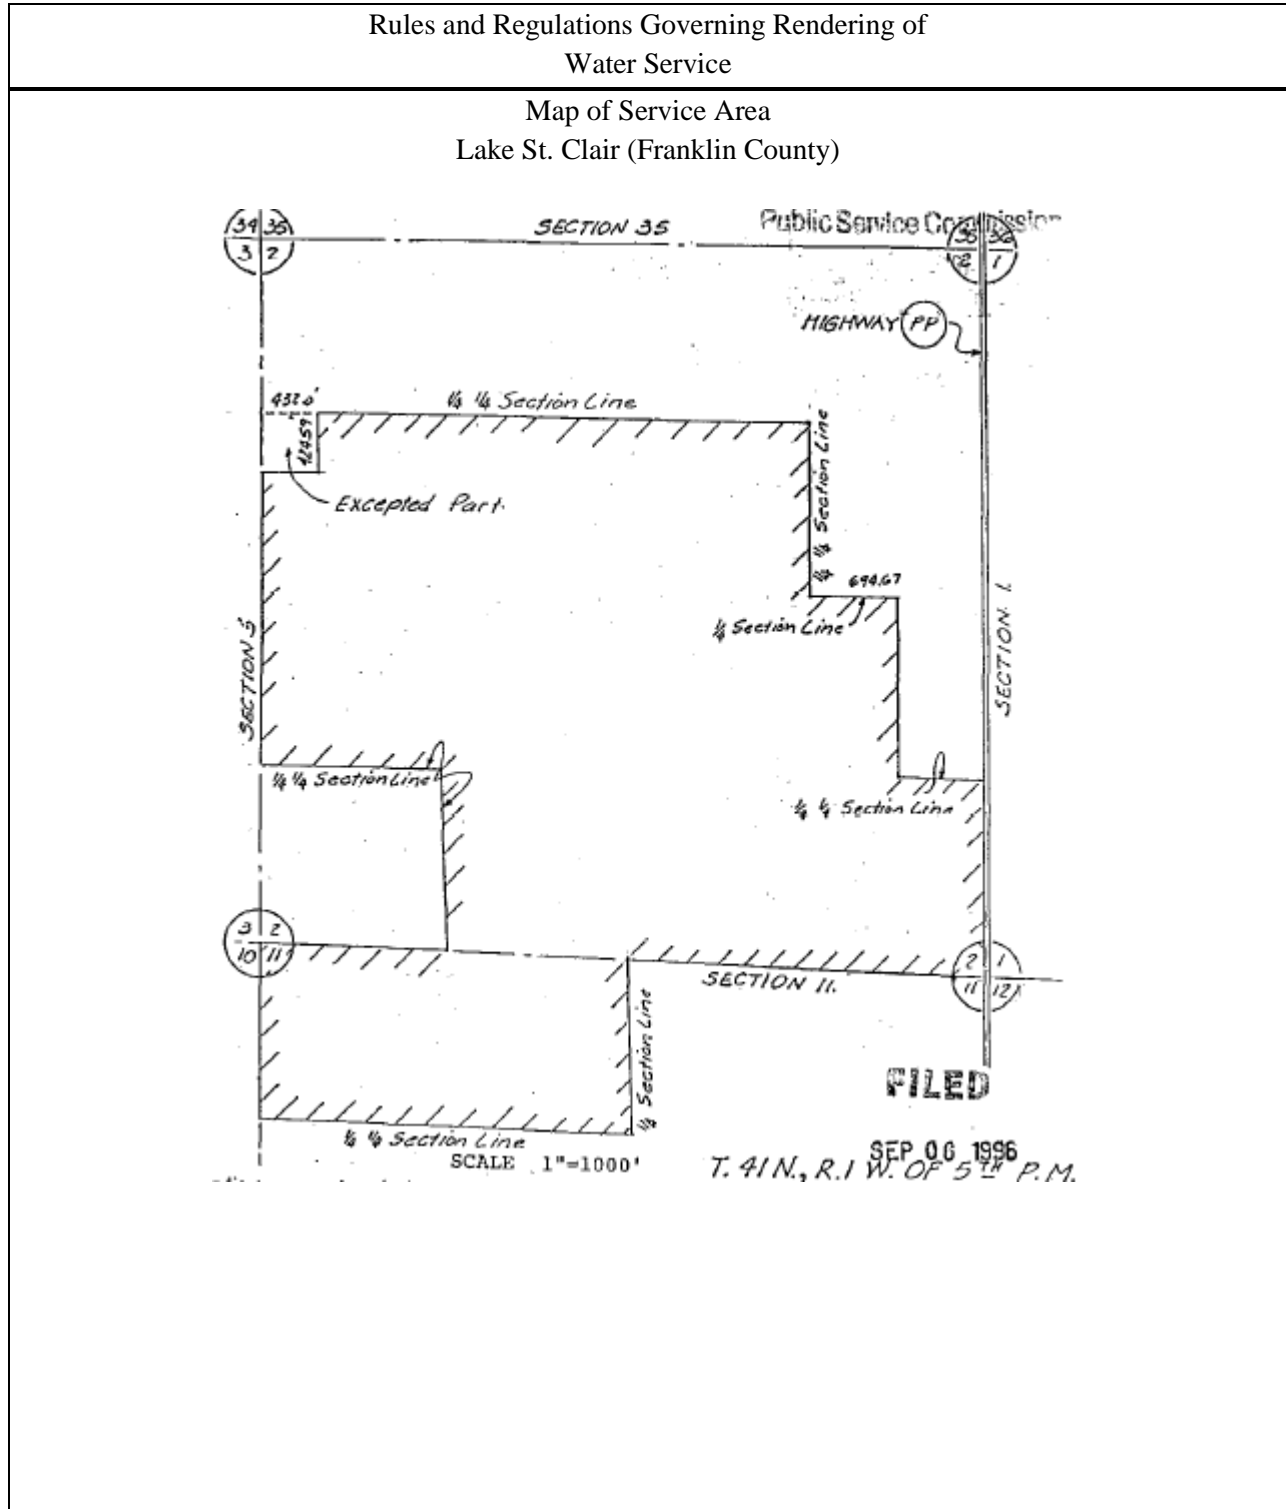 Rules and Regulations Governing Rendering of
Water Service
Map of Service Area
Lake St. Clair (Franklin County)
34 35
3 2
SECTION 35
Public Service Commission
35 36
2 1
HIGHWAY PP
432.0'
¼ ¼ Section Line
Excepted Part.
¼ ¼ Section Line
694.67
¼ Section Line
SECTION 1.
SECTION 3
¼ ¼ Section Line
¼ ¼ Section Line
3 2
10 11
SECTION 11.
2 1
11 12
¼ Section Line
FILED
¼ ¼ Section Line
SCALE 1"=1000'
SEP 06 1996
T. 41 N., R. 1 W. OF 5TH P.M.